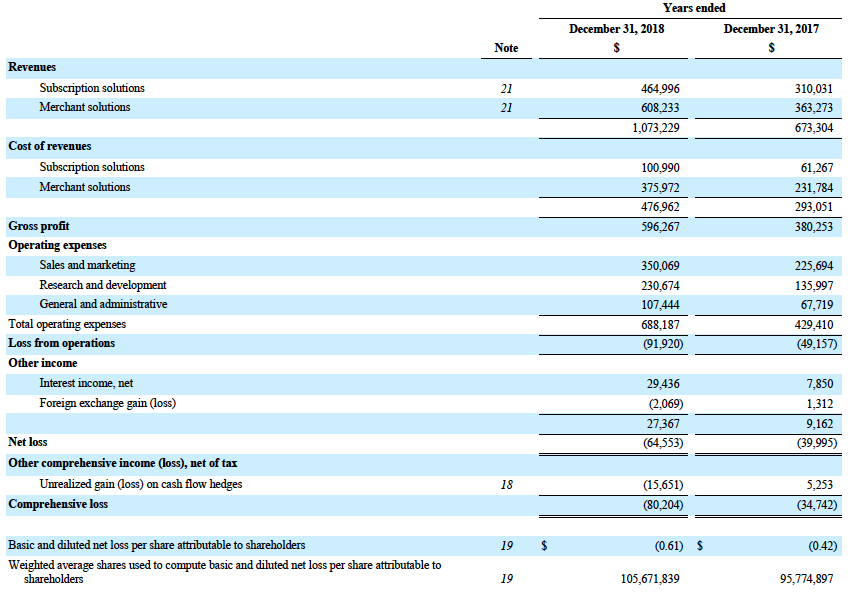 Years ended
December 31, 2018 December 31, 2017
Note $ $
Revenues
Subscription solutions 21 464,996 310,031
Merchant solutions 21 608,233 363,273
1,073,229 673,304
Cost of revenues
Subscription solutions 100,990 61,267
Merchant solutions 375,972 231,784
476,962 293,051
Gross profit 596,267 380,253
Operating expenses
Sales and marketing 350,069 225,694
Research and development 230,674 135,997
General and administrative 107,444 67,719
Total operating expenses 688,187 429,410
Loss from operations (91,920) (49,157)
Other income
Interest income, net 29,436 7,850
Foreign exchange gain (loss) (2,069) 1,312
27,367 9,162
Net loss (64,553) (39,995)
Other comprehensive income (loss), net of tax
Unrealized gain (loss) on cash flow hedges 18 (15,651) 5,253
Comprehensive loss (80,204) (34,742)
Basic and diluted net loss per share attributable to shareholders 19 $ (0.61) $ (0.42)
Weighted average shares used to compute basic and diluted net loss per share attributable to
shareholders 19 105,671,839 95,774,897